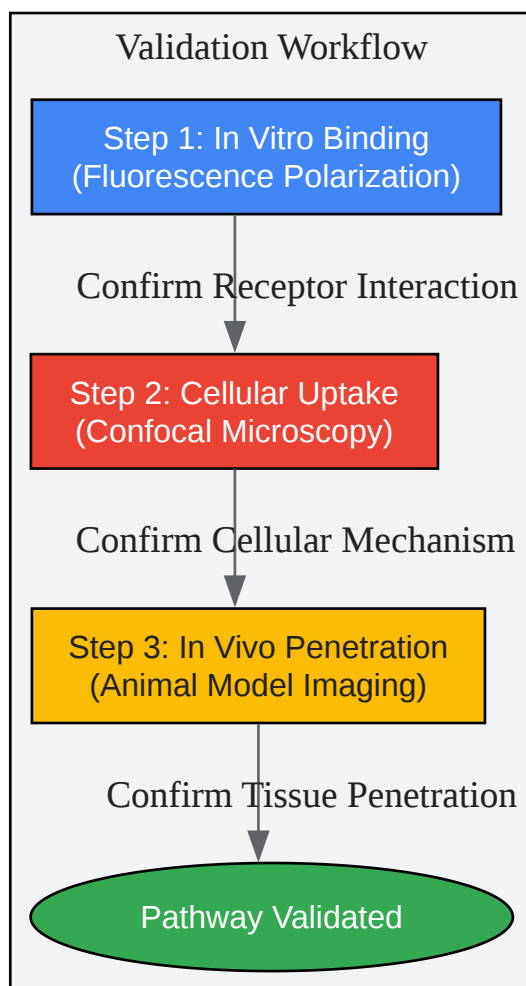 Validation Workflow
Step 1: In Vitro Binding
(Fluorescence Polarization)
Confirm Receptor Interaction
Step 2: Cellular Uptake
(Confocal Microscopy)
Confirm Cellular Mechanism
Step 3: In Vivo Penetration
(Animal Model Imaging)
Confirm Tissue Penetration
Pathway Validated